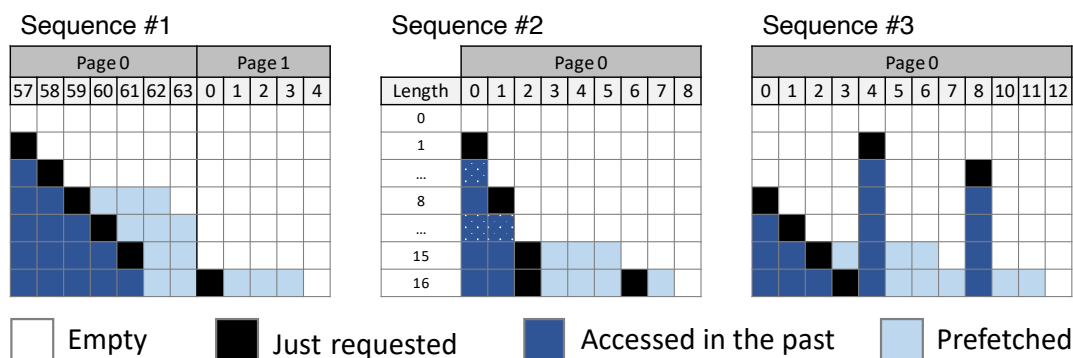 Sequence #1
Sequence #2
Sequence #3
Page 0 Page 1
57 58 59 60 61 62 63 0 1 2 3 4
Page 0
Length 0 1 2 3 4 5 6 7 8
0
1
...
8
...
15
16
Page 0
0 1 2 3 4 5 6 7 8 10 11 12
Empty
Just requested
Accessed in the past
Prefetched